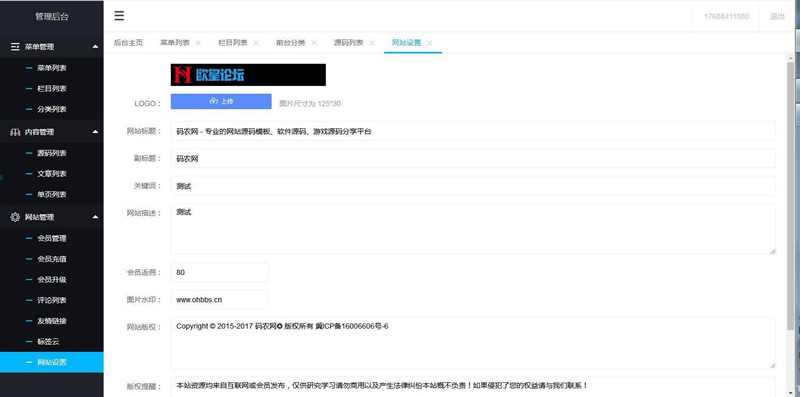 管理后台
17688411880 退出
后台主页 菜单列表 栏目列表 前台分类 源码列表 网站设置
菜单管理
菜单列表
栏目列表
分类列表
内容管理
源码列表
文章列表
单页列表
网站管理
会员管理
会员充值
会员升级
评论列表
友情链接
标签云
网站设置
欧皇论坛
LOGO： 上传 图片尺寸为 125*30
网站标题： 码农网 - 专业的网站源码模板、软件源码、游戏源码分享平台
副标题： 码农网
关键词： 测试
网站描述： 测试
会员返佣： 80
图片水印： www.ohbbs.cn
网站版权： Copyright © 2015-2017 码农网✪ 版权所有 冀ICP备16006606号-6
版权提醒： 本站资源均来自互联网或会员发布，仅供研究学习请勿商用以及产生法律纠纷本站概不负责！如果侵犯了您的权益请与我们联系！